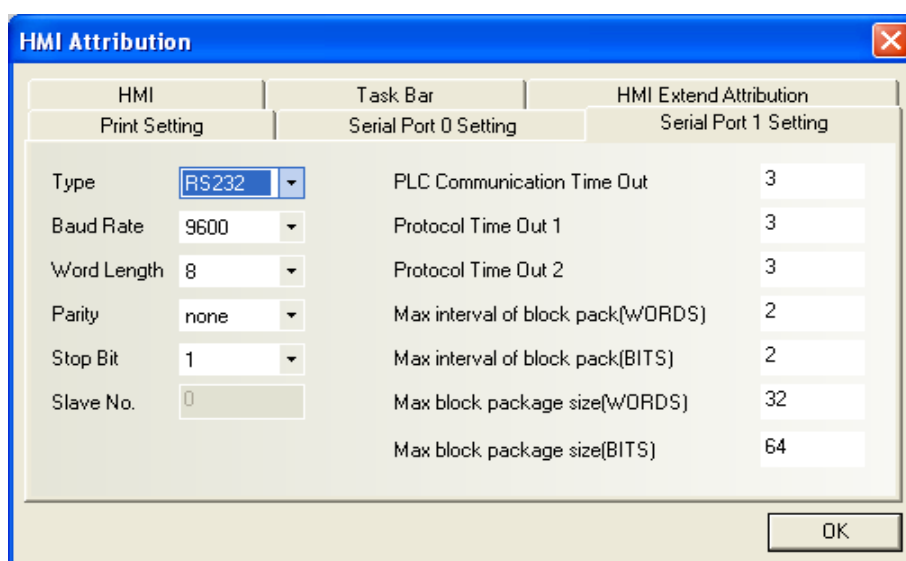 HMI Attribution
HMI Task Bar HMI Extend Attribution
Print Setting Serial Port 0 Setting Serial Port 1 Setting
Type RS232 PLC Communication Time Out 3
Baud Rate 9600 Protocol Time Out 1 3
Word Length 8 Protocol Time Out 2 3
Parity none Max interval of block pack(WORDS) 2
Stop Bit 1 Max interval of block pack(BITS) 2
Slave No. 0 Max block package size(WORDS) 32
Max block package size(BITS) 64
OK